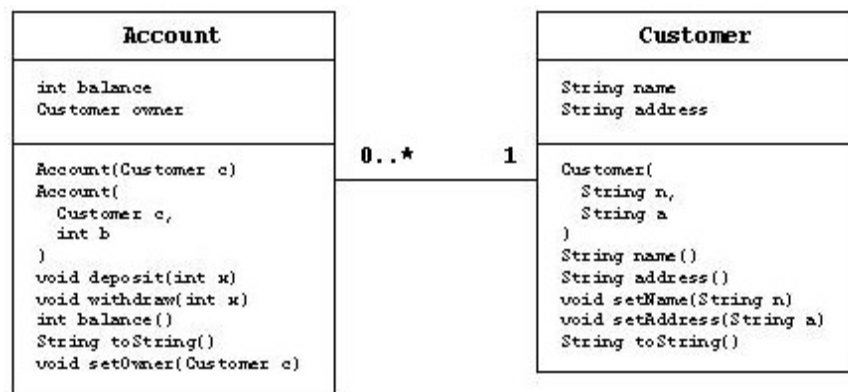 Account
int balance
Customer owner
Account(Customer c)
Account(
Customer c,
int b
)
void deposit(int x)
void withdraw(int x)
int balance()
String toString()
void setOwner(Customer c)
0..*
1
Customer
String name
String address
Customer(
String n,
String a
)
String name()
String address()
void setName(String n)
void setAddress(String a)
String toString()